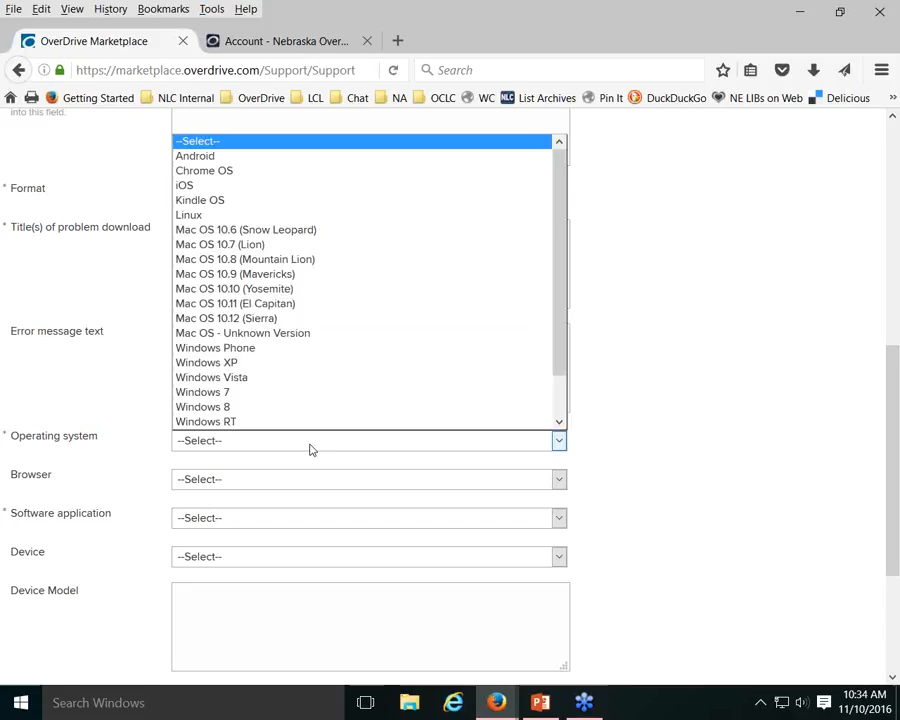 File Edit View History Bookmarks Tools Help
OverDrive Marketplace
Account - Nebraska Over...
https://marketplace.overdrive.com/Support/Support
Search
Getting Started NLC Internal OverDrive LCL Chat NA OCLC WC NLC List Archives Pin It DuckDuckGo NE LIBs on Web Delicious »
into this field.
--Select--
Android
Chrome OS
* Format
iOS
Kindle OS
Linux
* Title(s) of problem download
Mac OS 10.6 (Snow Leopard)
Mac OS 10.7 (Lion)
Mac OS 10.8 (Mountain Lion)
Mac OS 10.9 (Mavericks)
Mac OS 10.10 (Yosemite)
Mac OS 10.11 (El Capitan)
Mac OS 10.12 (Sierra)
Error message text
Mac OS - Unknown Version
Windows Phone
Windows XP
Windows Vista
Windows 7
Windows 8
Windows RT
* Operating system
--Select--
Browser
--Select--
* Software application
--Select--
Device
--Select--
Device Model
Search Windows
10:34 AM
11/10/2016